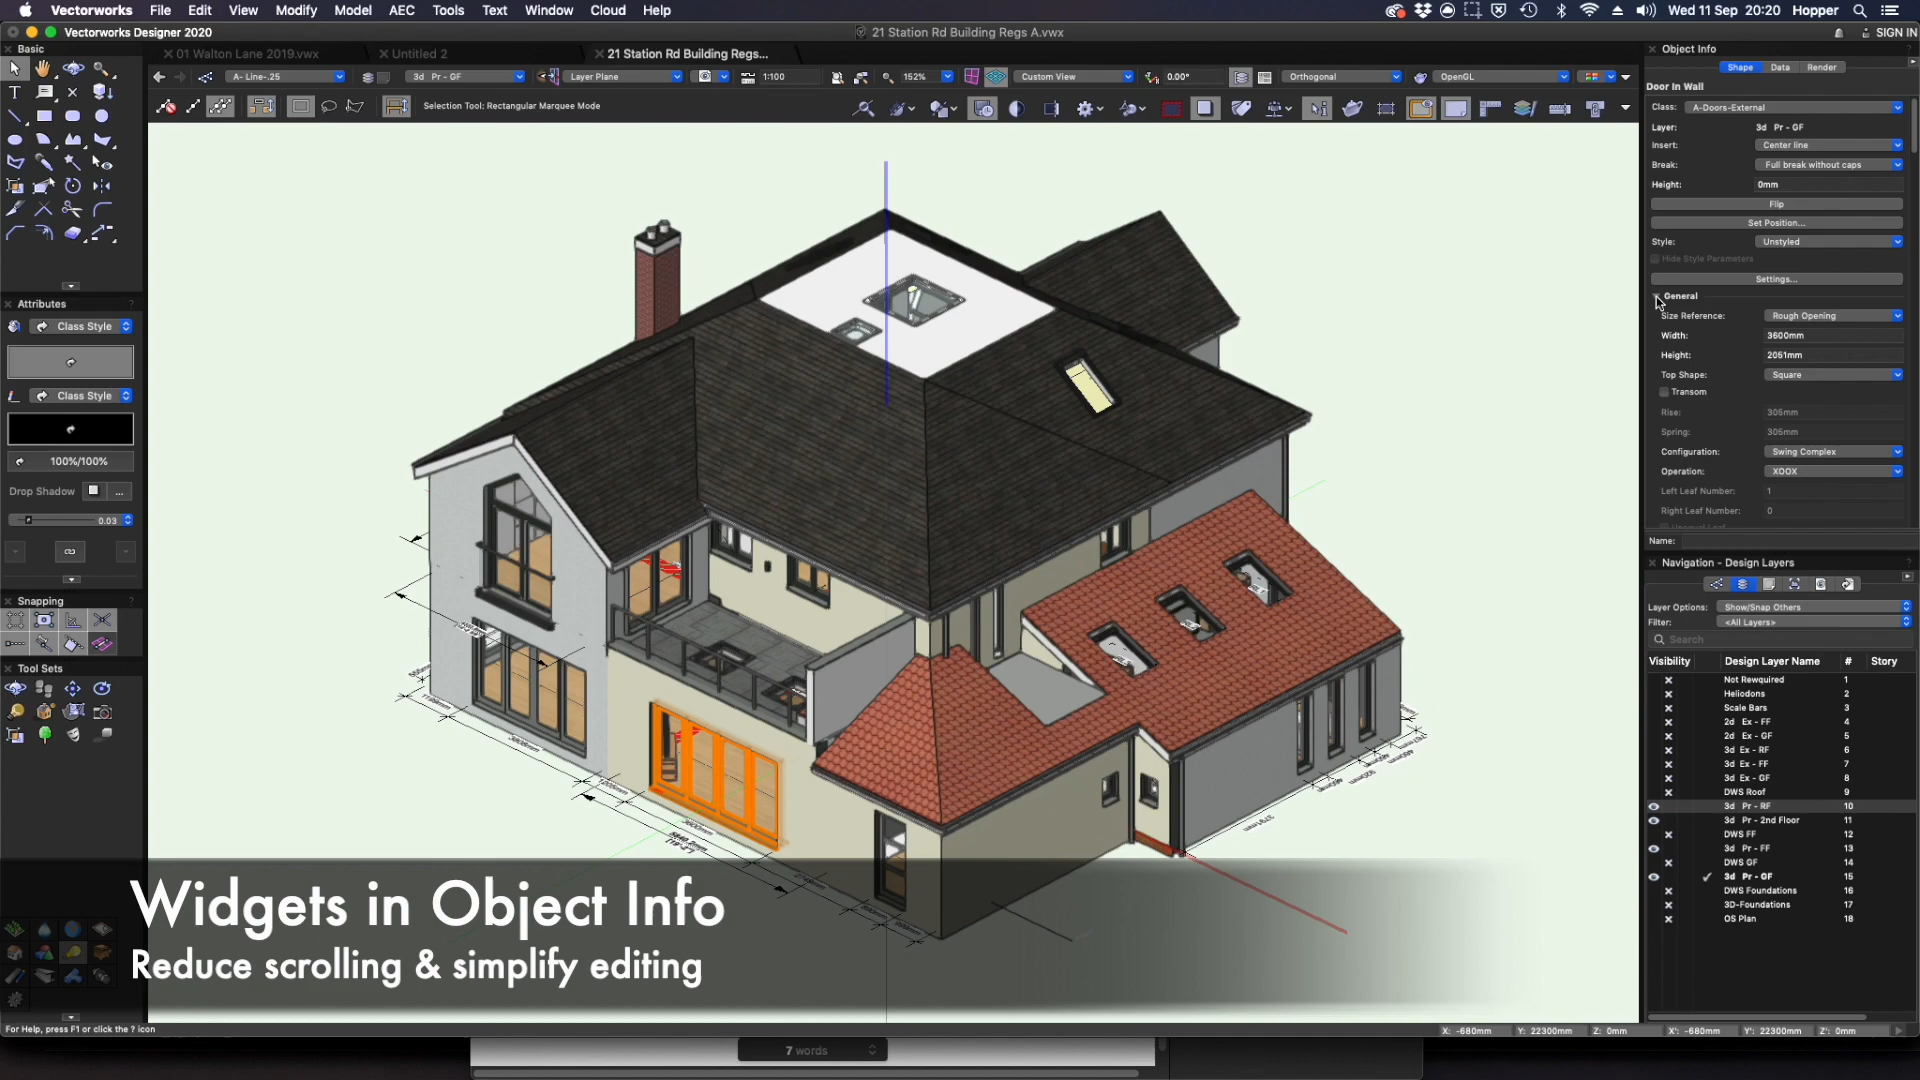 Vectorworks File Edit View Modify Model AEC Tools Text Window Cloud Help
Wed 11 Sep 20:20 Hopper
Vectorworks Designer 2020
21 Station Rd Building Regs A.vwx
SIGN IN
Basic
01 Walton Lane 2019.vwx
Untitled 2
21 Station Rd Building Regs...
A- Line-.25
3d Pr - GF
Layer Plane
1:100
152%
Custom View
0.00°
Orthogonal
OpenGL
Selection Tool: Rectangular Marquee Mode
Attributes
Class Style
Class Style
100%/100%
Drop Shadow
...
0.03
Snapping
Tool Sets
Object Info
Shape Data Render
Door In Wall
Class: A-Doors-External
Layer: 3d Pr - GF
Insert: Center line
Break: Full break without caps
Height: 0mm
Flip
Set Position...
Style: Unstyled
Hide Style Parameters
Settings...
General
Size Reference: Rough Opening
Width: 3600mm
Height: 2051mm
Top Shape: Square
Transom
Rise: 305mm
Spring: 305mm
Configuration: Swing Complex
Operation: XOOX
Left Leaf Number: 1
Right Leaf Number: 0
Name:
Navigation - Design Layers
Layer Options: Show/Snap Others
Filter: <All Layers>
Search
Visibility Design Layer Name # Story
Not Rewquired 1
Heliodons 2
Scale Bars 3
2d Ex - FF 4
2d Ex - GF 5
3d Ex - RF 6
3d Ex - FF 7
3d Ex - GF 8
DWS Roof 9
3d Pr - RF 10
3d Pr - 2nd Floor 11
DWS FF 12
3d Pr - FF 13
DWS GF 14
3d Pr - GF 15
DWS Foundations 16
3D-Foundations 17
OS Plan 18
Widgets in Object Info
Reduce scrolling & simplify editing
For Help, press F1 or click the ? icon
X: -680mm Y: 22300mm Z: 0mm X': -680mm Y': 22300mm Z': 0mm
7 words